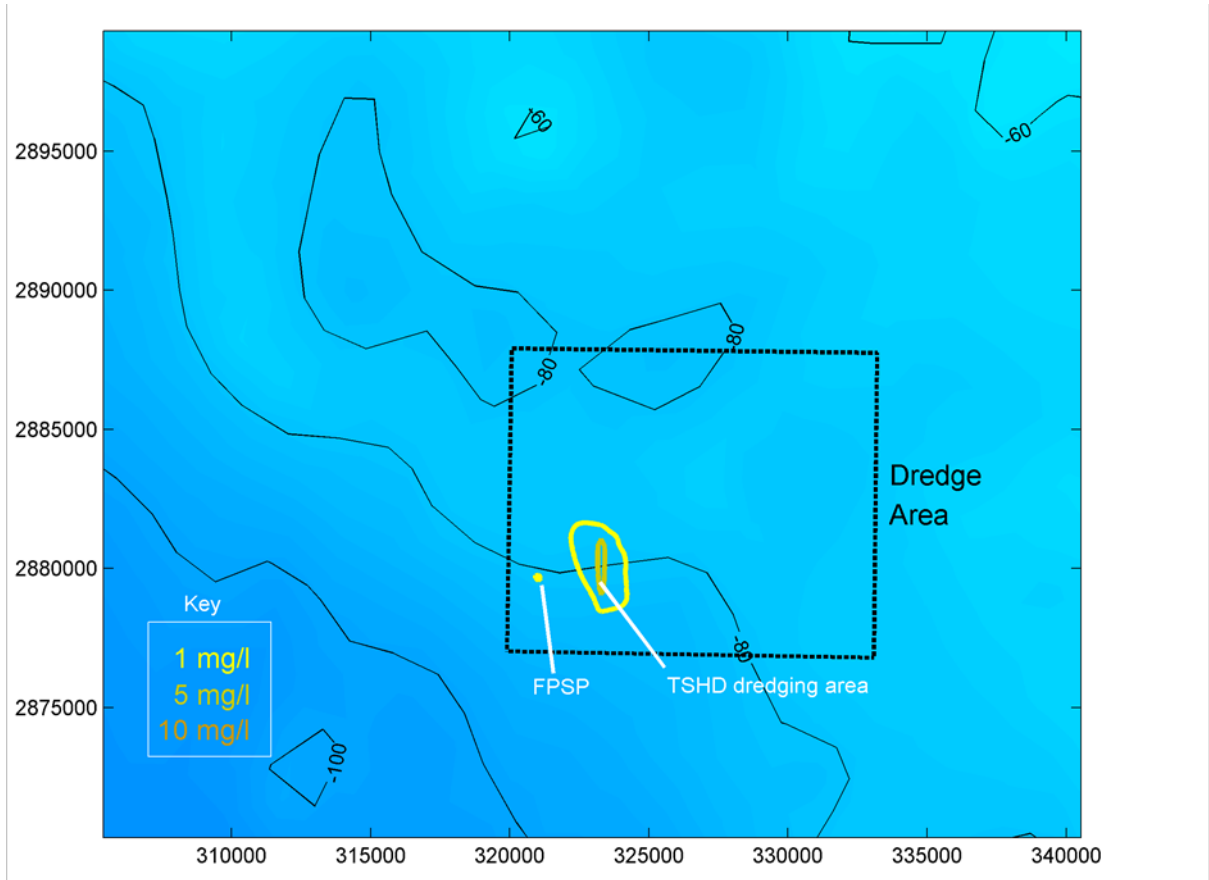 -60
-60
2895000
2890000
-80
-80
2885000
Dredge
Area
2880000
Key
1 mg/l
5 mg/l
10 mg/l
FPSP
TSHD dredging area
-80
2875000
-100
310000 315000 320000 325000 330000 335000 340000